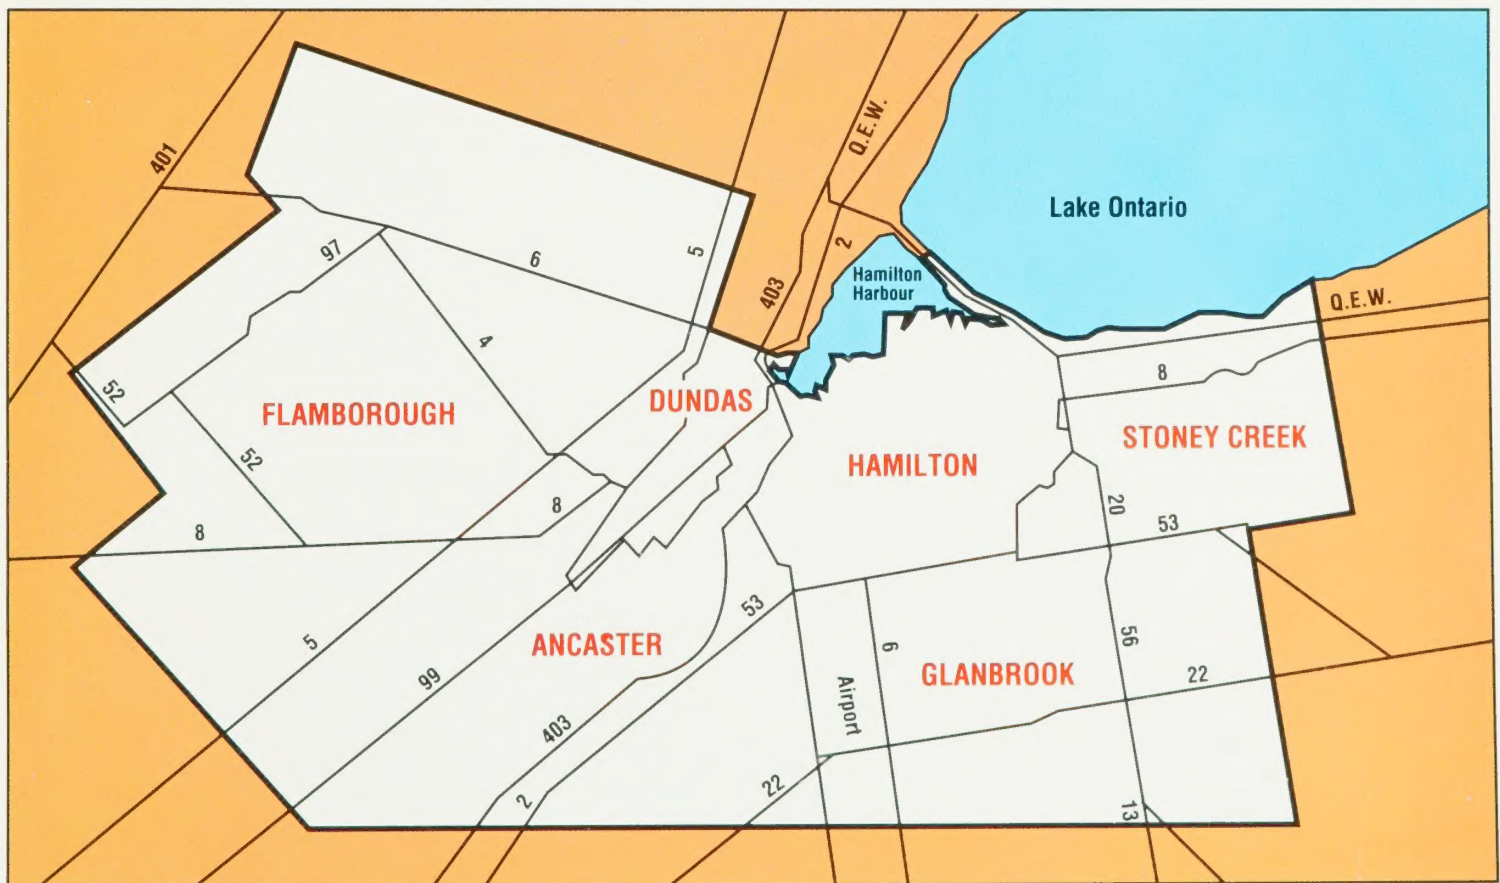 401
Q.E.W.
Lake Ontario
97
6
5
2
Hamilton
Harbour
403
Q.E.W.
4
52
8
FLAMBOROUGH
DUNDAS
STONEY CREEK
52
HAMILTON
8
8
20
53
5
99
ANCASTER
53
6
56
Airport
GLANBROOK
22
403
2
22
13